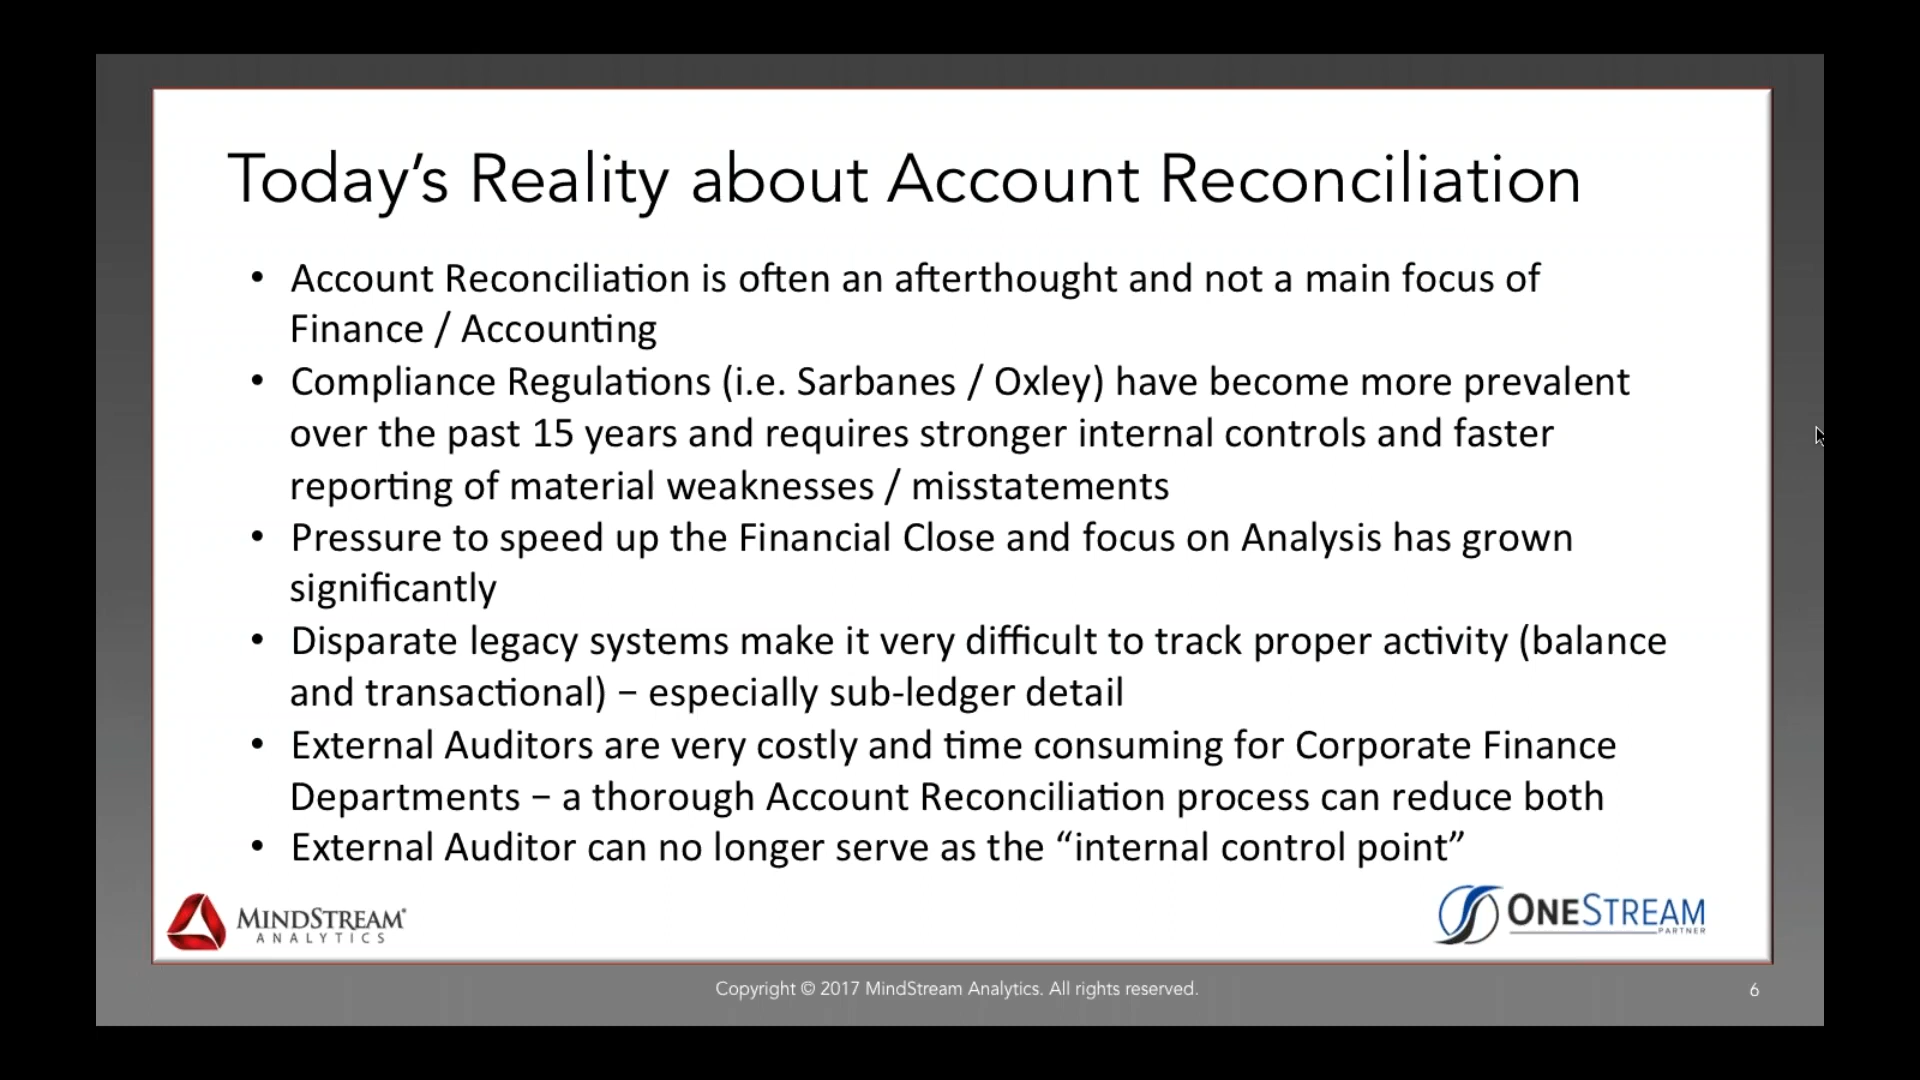 Today’s Reality about Account Reconciliation
• Account Reconciliation is often an afterthought and not a main focus of
Finance / Accounting
• Compliance Regulations (i.e. Sarbanes / Oxley) have become more prevalent
over the past 15 years and requires stronger internal controls and faster
reporting of material weaknesses / misstatements
• Pressure to speed up the Financial Close and focus on Analysis has grown
significantly
• Disparate legacy systems make it very difficult to track proper activity (balance
and transactional) – especially sub-ledger detail
• External Auditors are very costly and time consuming for Corporate Finance
Departments – a thorough Account Reconciliation process can reduce both
• External Auditor can no longer serve as the “internal control point”
MINDSTREAM®
ANALYTICS
ONESTREAM
PARTNER
Copyright © 2017 MindStream Analytics. All rights reserved.
6